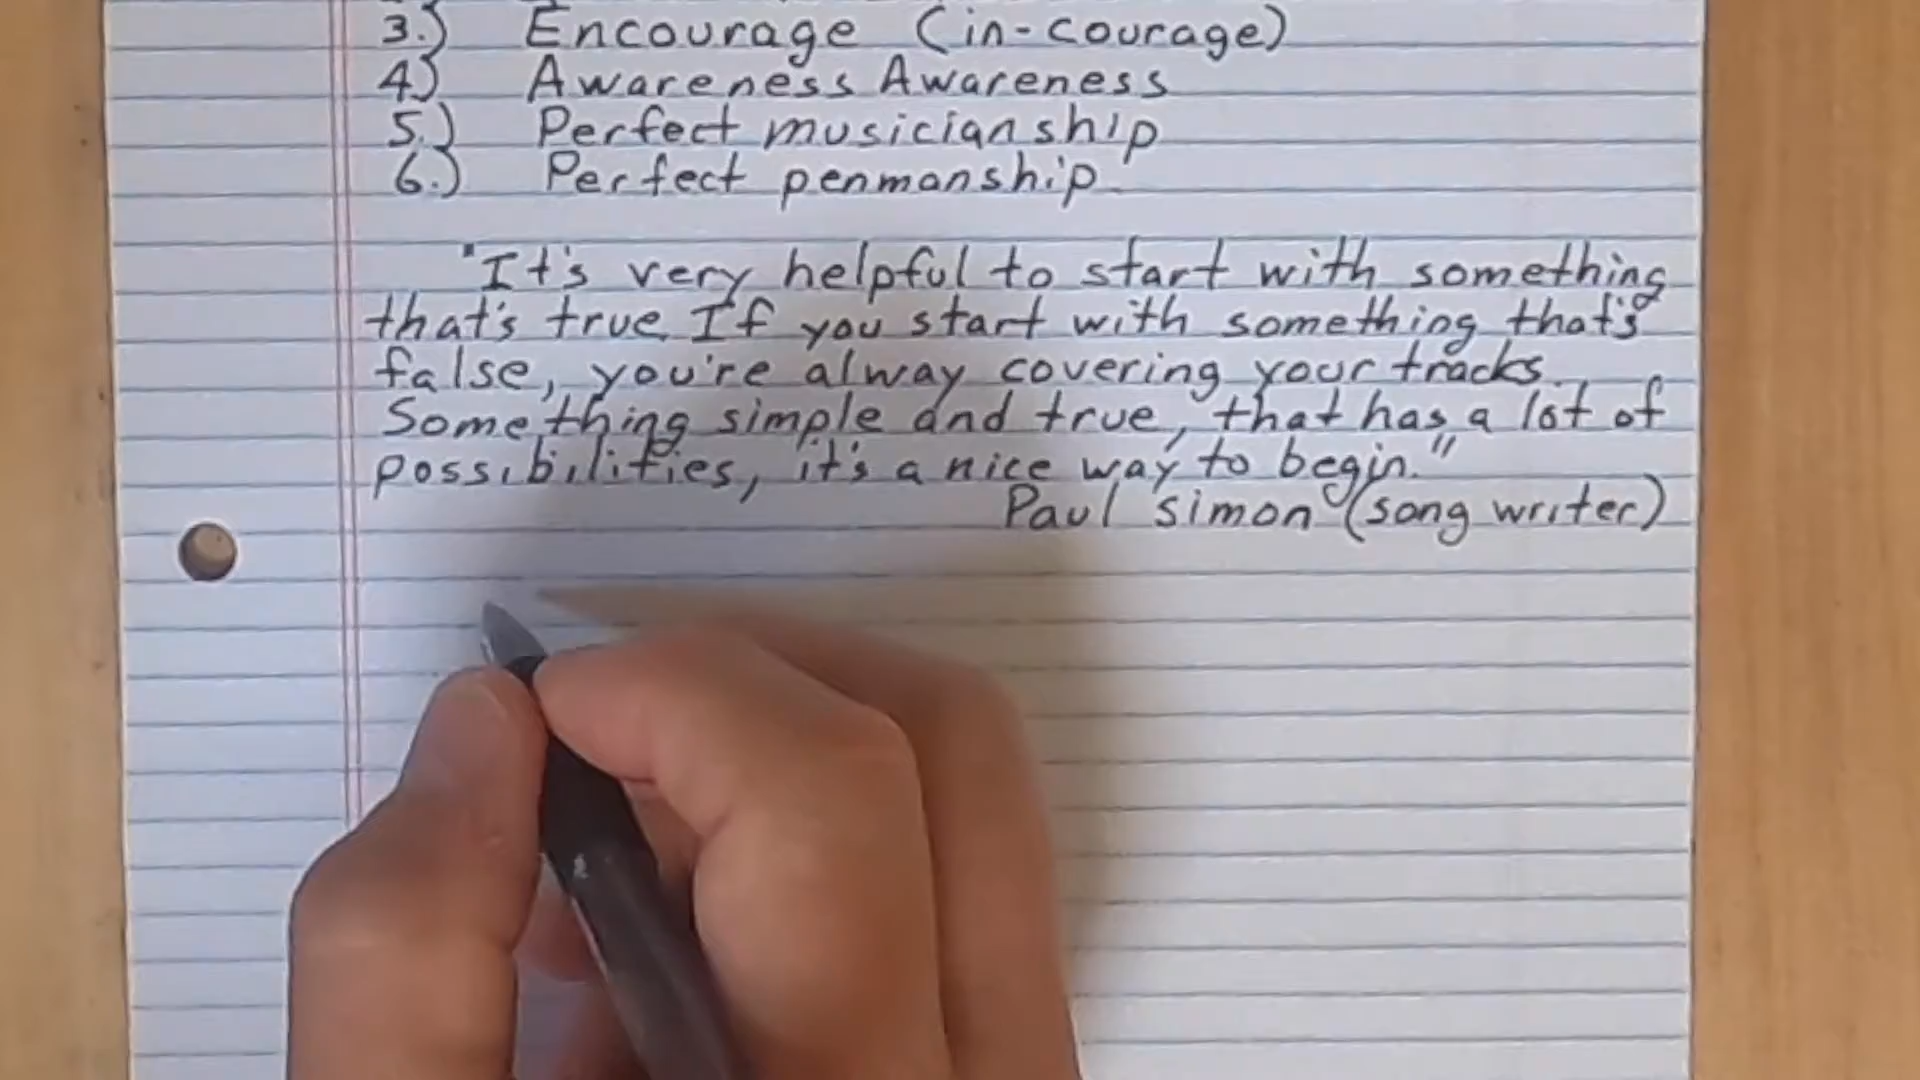 3.) Encourage (in-courage)
4) Awareness Awareness
5.) Perfect musicianship
6.) Perfect penmanship
"It's very helpful to start with something
that's true If you start with something that's
false, you're alway covering your tracks.
Something simple and true, that has a lot of
possibilities, it's a nice way to begin."
Paul simon (song writer)